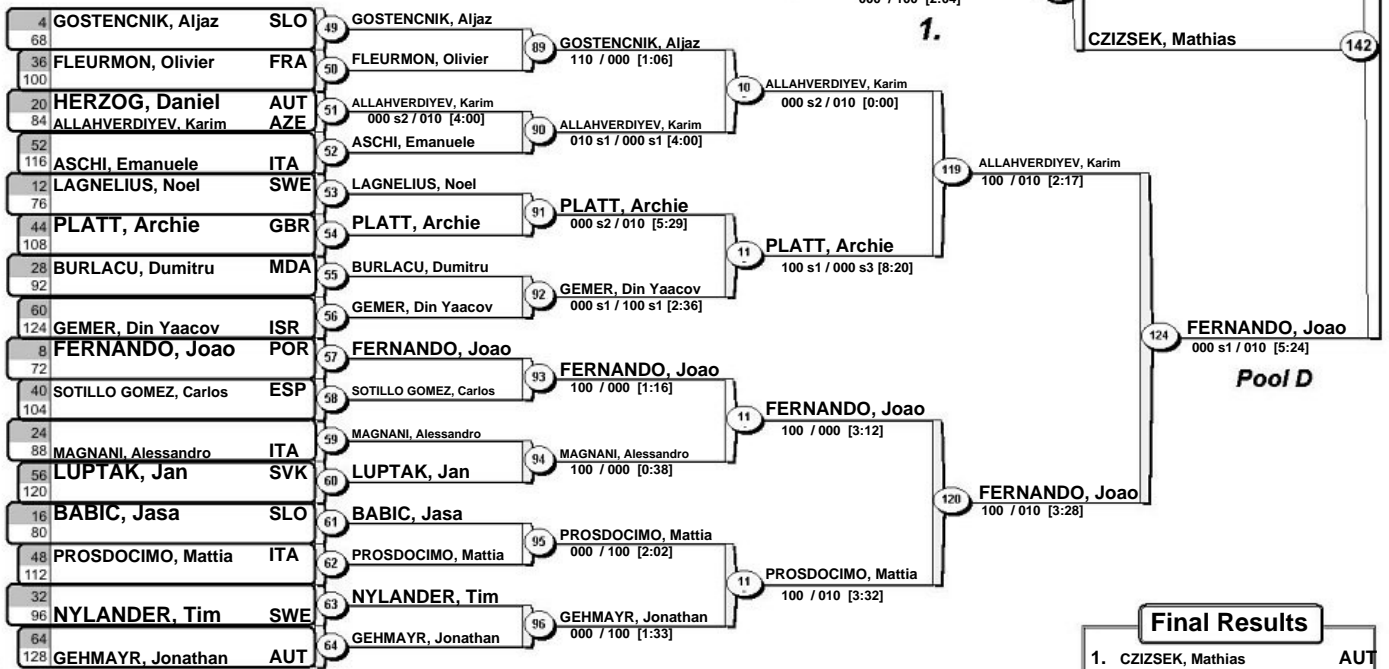 000 / 100 [2:04]
1.
CZIZSEK, Mathias
142
4 GOSTENCNIK, Aljaz SLO
68
36 FLEURMON, Olivier FRA
100
20 HERZOG, Daniel AUT
84 ALLAHVERDIYEV, Karim AZE
52
116 ASCHI, Emanuele ITA
12 LAGNELIUS, Noel SWE
76
44 PLATT, Archie GBR
108
28 BURLACU, Dumitru MDA
92
60
124 GEMER, Din Yaacov ISR
8 FERNANDO, Joao POR
72
40 SOTILLO GOMEZ, Carlos ESP
104
24
88 MAGNANI, Alessandro ITA
56 LUPTAK, Jan SVK
120
16 BABIC, Jasa SLO
80
48 PROSDOCIMO, Mattia ITA
112
32
96 NYLANDER, Tim SWE
64
128 GEHMAYR, Jonathan AUT
49 GOSTENCNIK, Aljaz
50 FLEURMON, Olivier
51 ALLAHVERDIYEV, Karim
000 s2 / 010 [4:00]
52 ASCHI, Emanuele
53 LAGNELIUS, Noel
54 PLATT, Archie
55 BURLACU, Dumitru
56 GEMER, Din Yaacov
57 FERNANDO, Joao
58 SOTILLO GOMEZ, Carlos
59 MAGNANI, Alessandro
60 LUPTAK, Jan
61 BABIC, Jasa
62 PROSDOCIMO, Mattia
63 NYLANDER, Tim
64 GEHMAYR, Jonathan
89 GOSTENCNIK, Aljaz
110 / 000 [1:06]
90 ALLAHVERDIYEV, Karim
010 s1 / 000 s1 [4:00]
91 PLATT, Archie
000 s2 / 010 [5:29]
92 GEMER, Din Yaacov
000 s1 / 100 s1 [2:36]
93 FERNANDO, Joao
100 / 000 [1:16]
94 MAGNANI, Alessandro
100 / 000 [0:38]
95 PROSDOCIMO, Mattia
000 / 100 [2:02]
96 GEHMAYR, Jonathan
000 / 100 [1:33]
10 ALLAHVERDIYEV, Karim
000 s2 / 010 [0:00]
11 PLATT, Archie
100 s1 / 000 s3 [8:20]
11 FERNANDO, Joao
100 / 000 [3:12]
11 PROSDOCIMO, Mattia
100 / 010 [3:32]
119 ALLAHVERDIYEV, Karim
100 / 010 [2:17]
120 FERNANDO, Joao
100 / 010 [3:28]
124 FERNANDO, Joao
000 s1 / 010 [5:24]
Pool D
Final Results
1. CZIZSEK, Mathias AUT